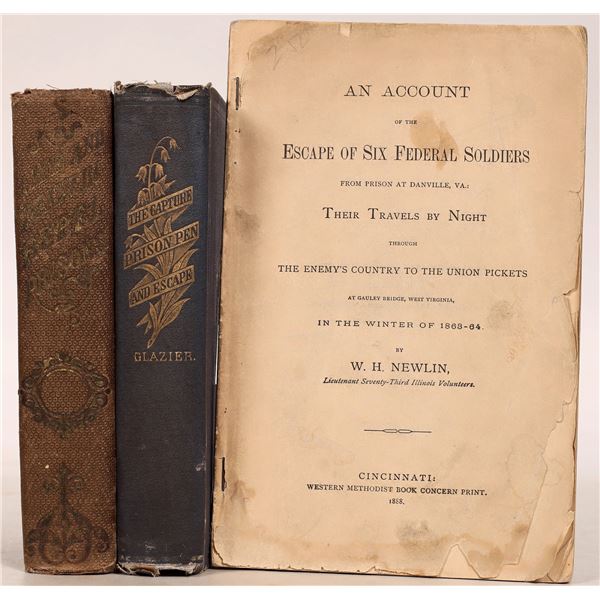 THE CAPTURE
PRISON PEN
AND ESCAPE
GLAZIER.
AN ACCOUNT
OF THE
ESCAPE OF SIX FEDERAL SOLDIERS
FROM PRISON AT DANVILLE, VA.:
THEIR TRAVELS BY NIGHT
THROUGH
THE ENEMY'S COUNTRY TO THE UNION PICKETS
AT GAULEY BRIDGE, WEST VIRGINIA,
IN THE WINTER OF 1863-64.
BY
W. H. NEWLIN,
Lieutenant Seventy-Third Illinois Volunteers.
CINCINNATI:
WESTERN METHODIST BOOK CONCERN PRINT.
1888.